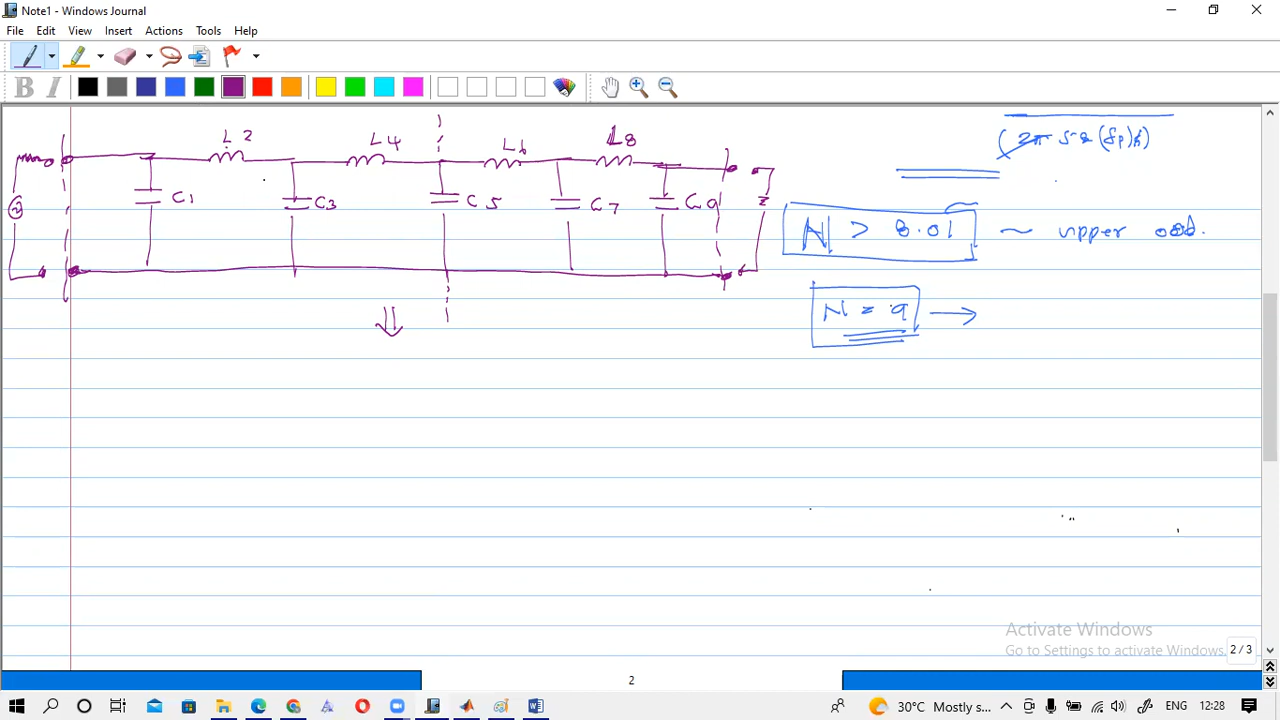 Note1 - Windows Journal
File Edit View Insert Actions Tools Help
B I
L2 L4 L6 L8
C1 C3 C5 C7 C9
N > 8.01 ~ upper odd.
N = 9 →
Activate Windows
Go to Settings to activate Windows.
2/3
2
30°C Mostly s... ENG 12:28